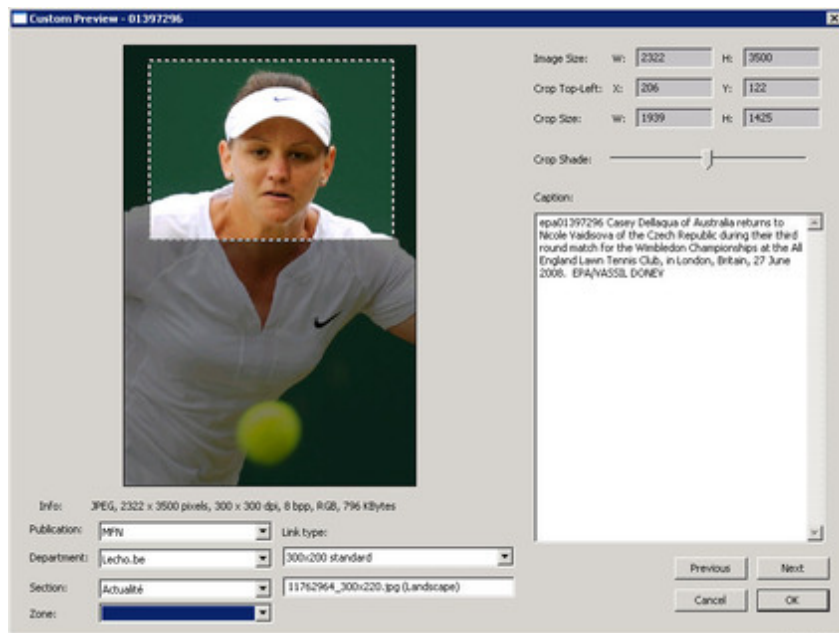 Custom Preview - 01397296
Image Size: W: 2322 H: 3500
Crop Top-Left: X: 206 Y: 122
Crop Size: W: 1939 H: 1425
Crop Shade:
Caption:
epa01397296 Casey Dellaqua of Australia returns to
Nicole Vaidisova of the Czech Republic during their third
round match for the Wimbledon Championships at the All
England Lawn Tennis Club, in London, Britain, 27 June
2008. EPA/VASSIL DONEV
Info: JPEG, 2322 x 3500 pixels, 300 x 300 dpi, 8 bpp, RGB, 796 KBytes
Publication: MFN Link type:
Department: Lecho.be 300x200 standard
Section: Actualité 11762964_300x220.jpg (Landscape)
Zone:
Previous Next
Cancel OK